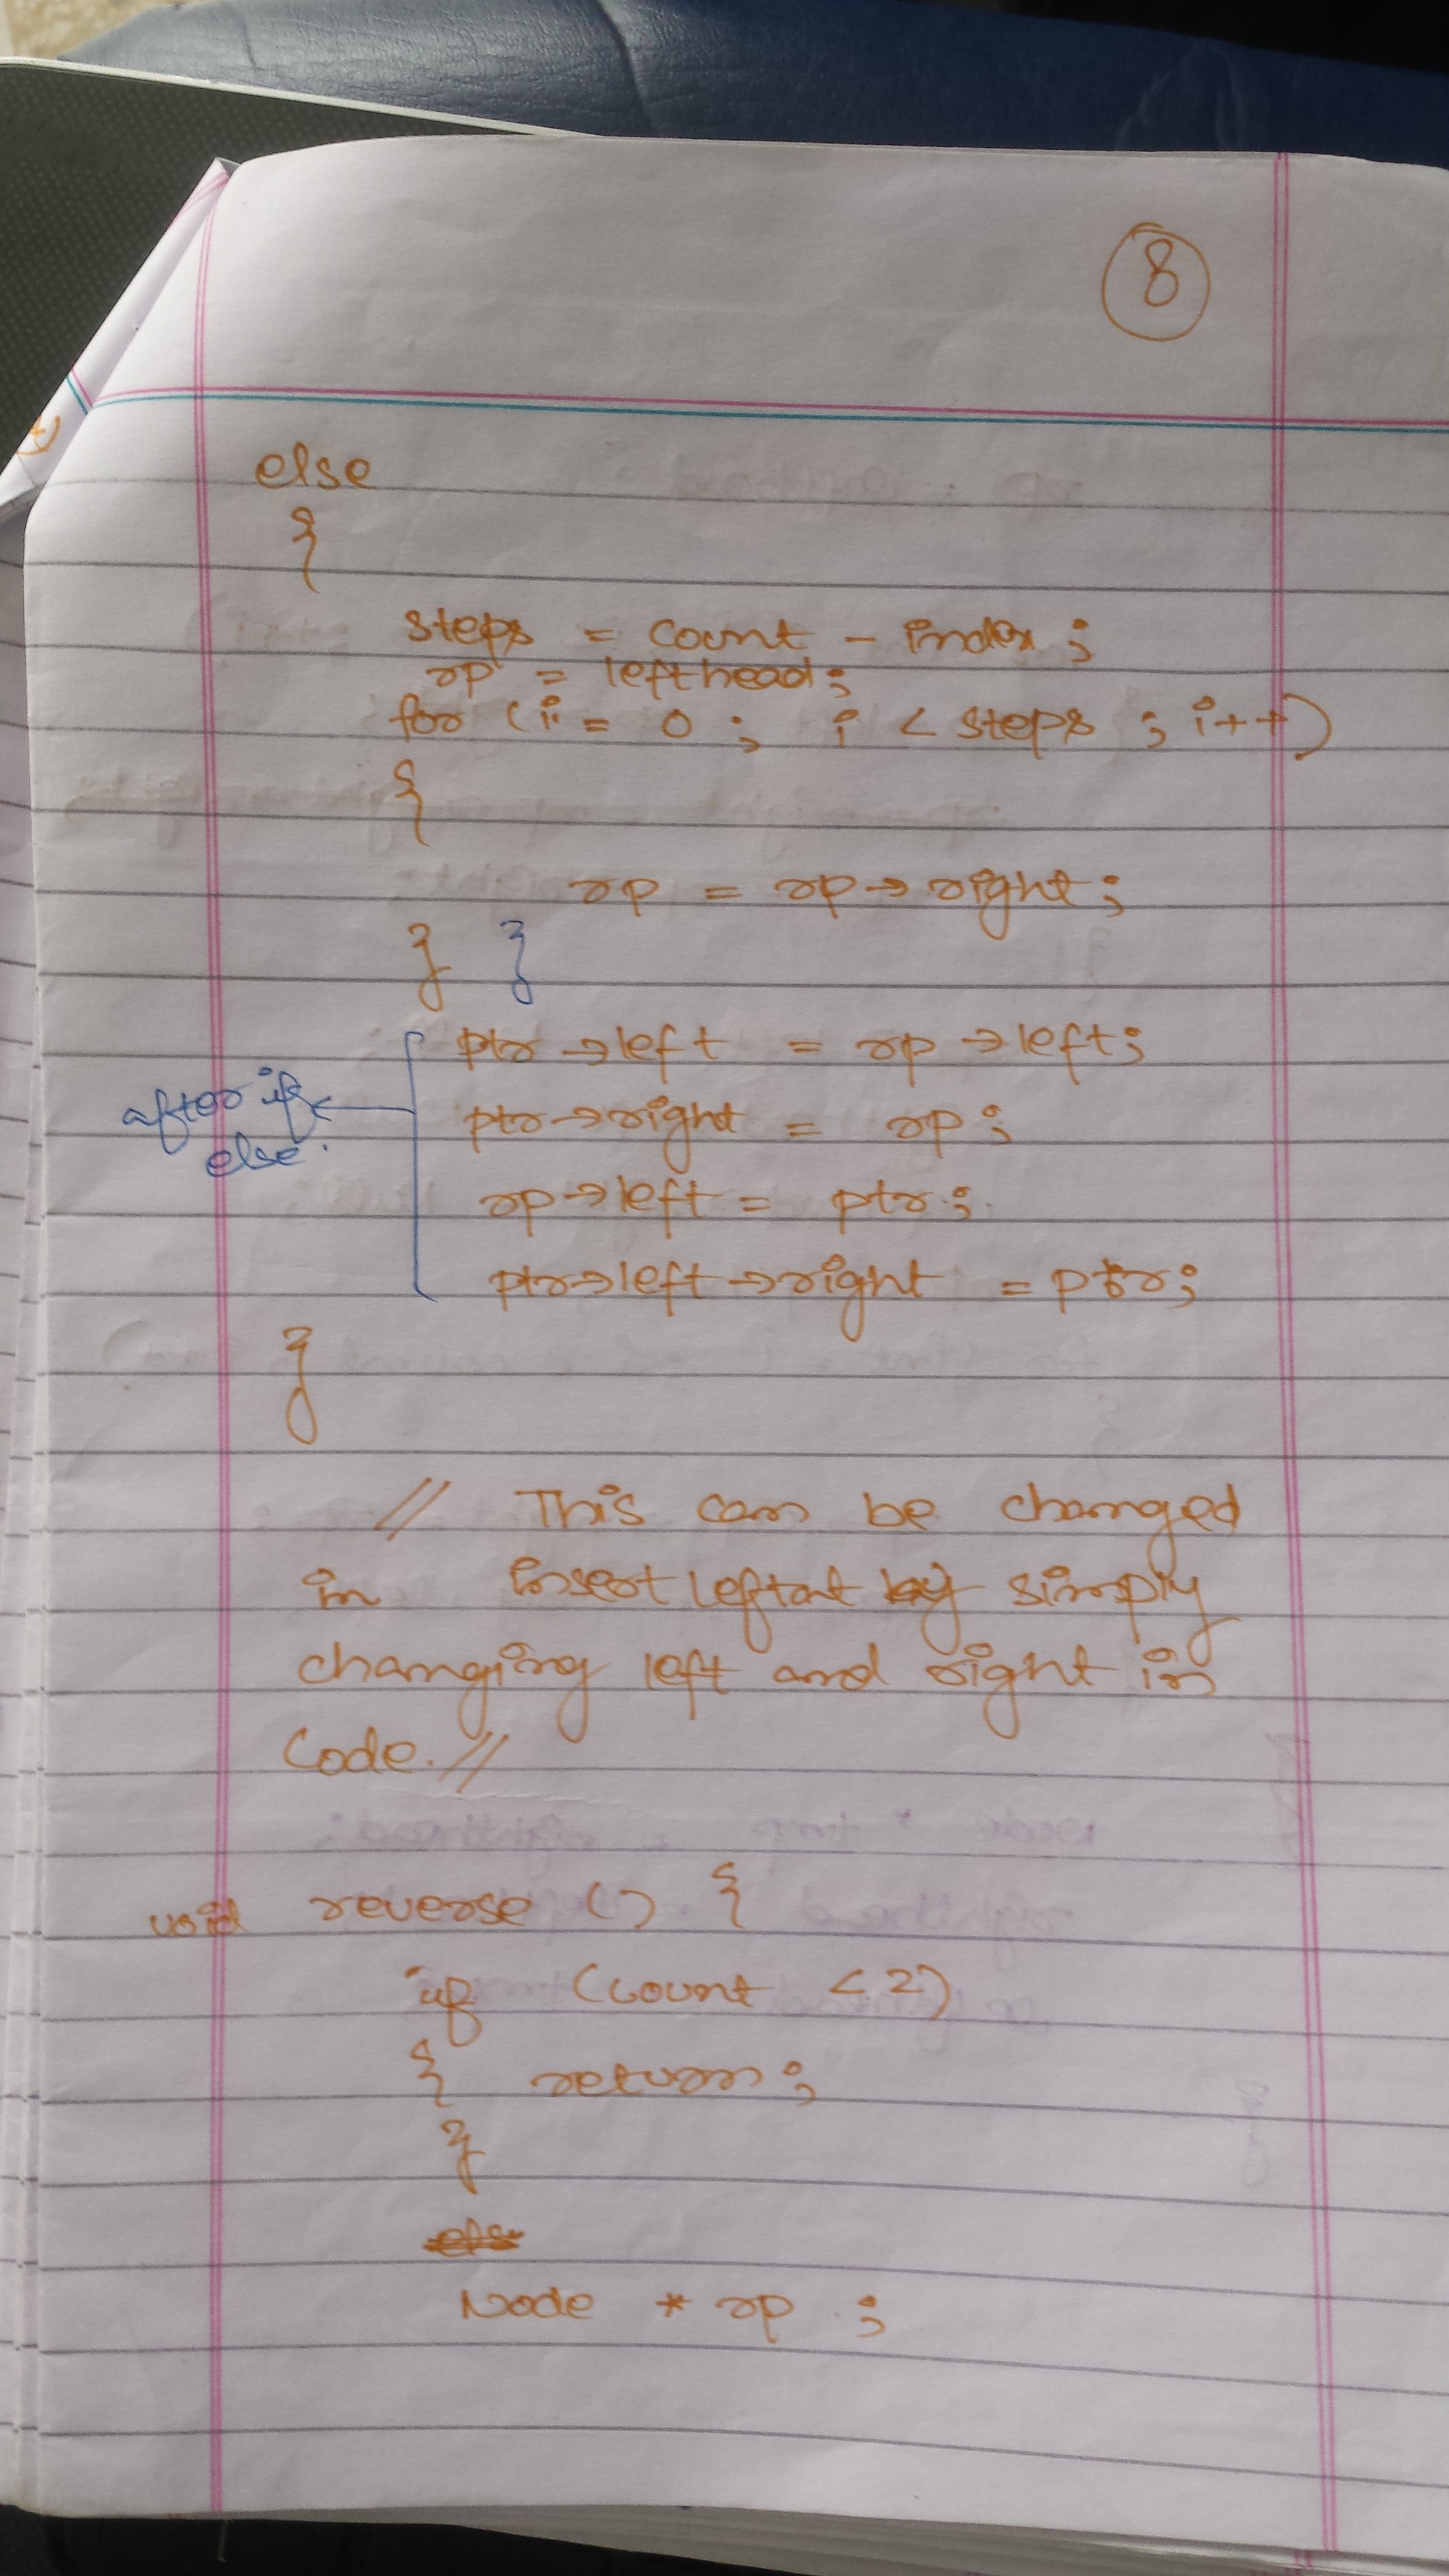 8
else
{
steps = count - index ;
rp = lefthead ;
for ( i = 0 ; i < steps ; i++)
{
rp = rp → right ;
} }
ptr → left = rp → left ;
after if
else.
ptr → right = rp ;
rp → left = ptr ;
ptr → left → right = ptr ;
}
// This can be changed
in insert leftat by simply
changing left and right in
code. //
void reverse () {
if (count < 2)
{ return ;
}
Node * rp ;